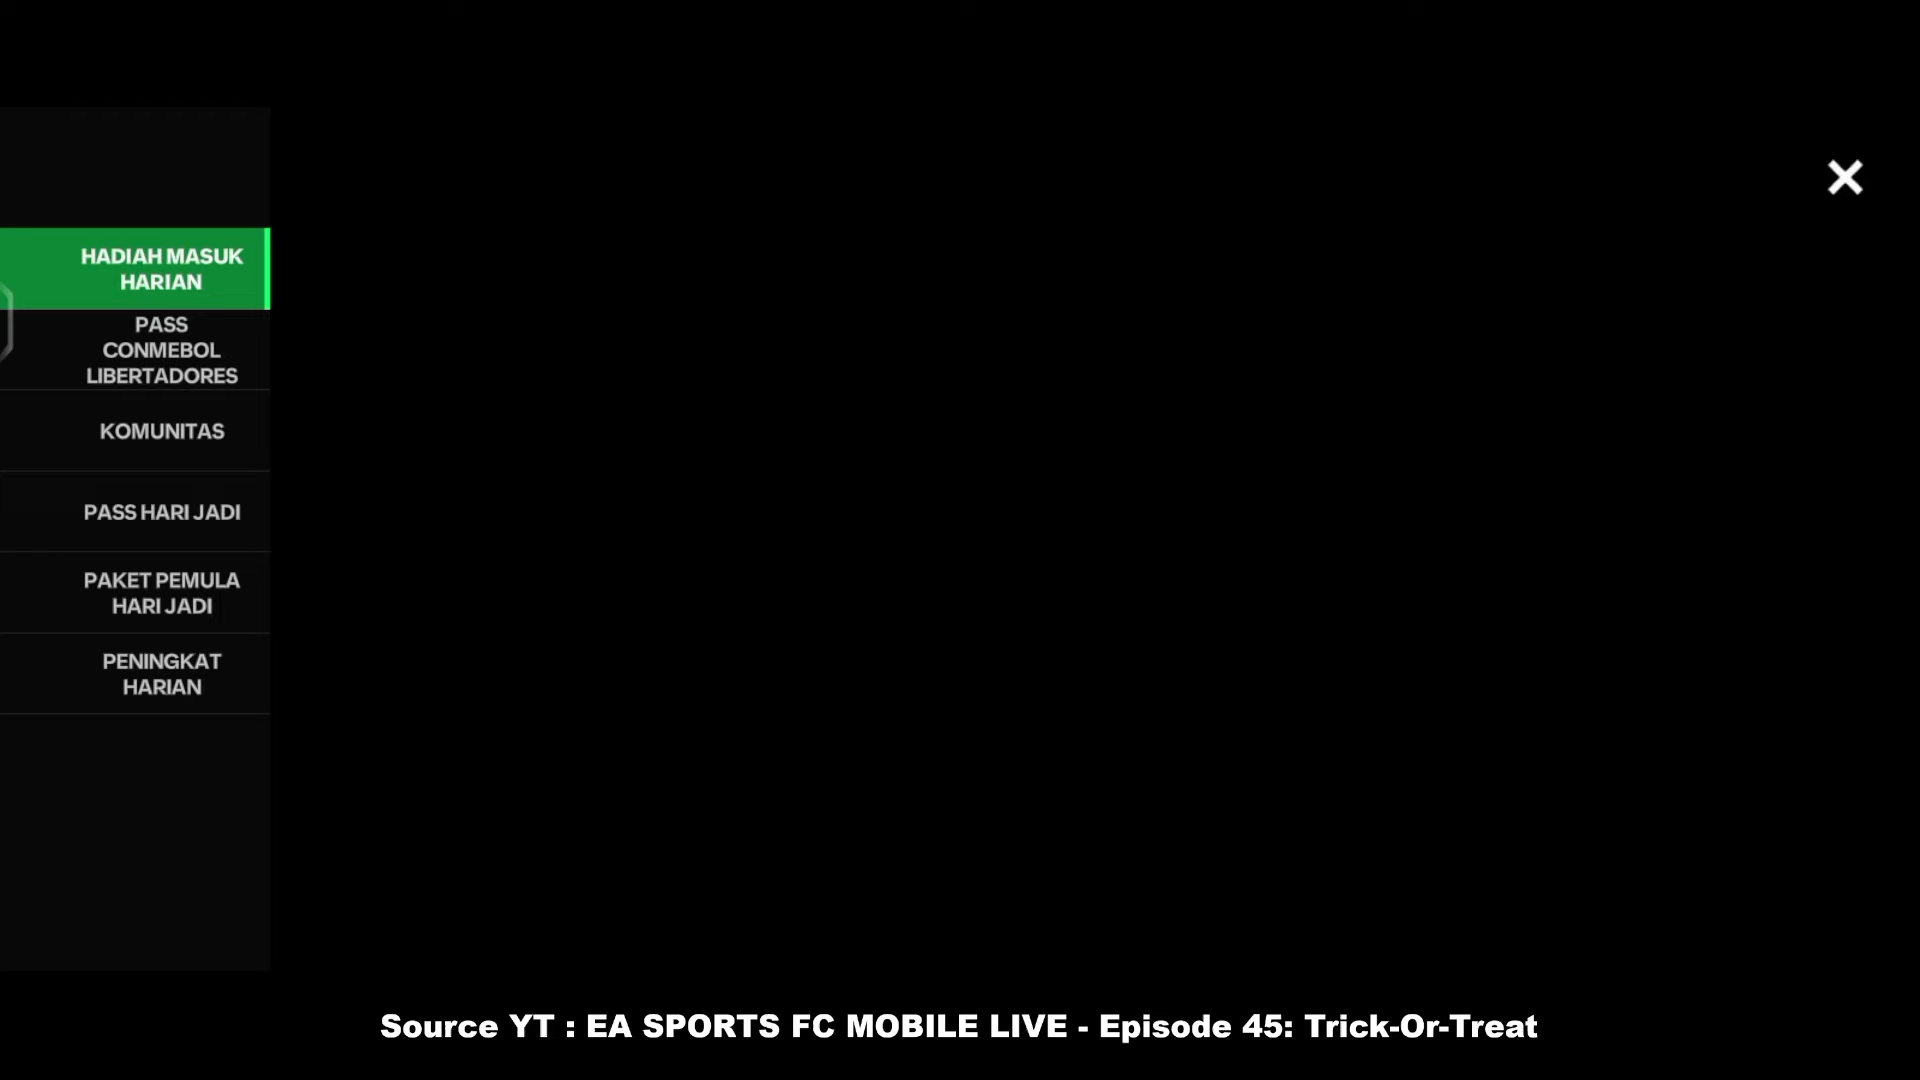 HADIAH MASUK
HARIAN
PASS
CONMEBOL
LIBERTADORES
KOMUNITAS
PASS HARI JADI
PAKET PEMULA
HARI JADI
PENINGKAT
HARIAN
Source YT : EA SPORTS FC MOBILE LIVE - Episode 45: Trick-Or-Treat